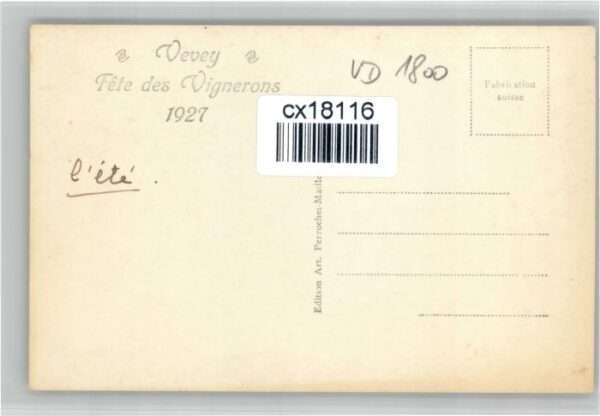 Vevey
Fête des Vignerons
1927
VD 1800
Fabrication
suisse
cx18116
l'été.
Edition Art. Perrochet-Matile